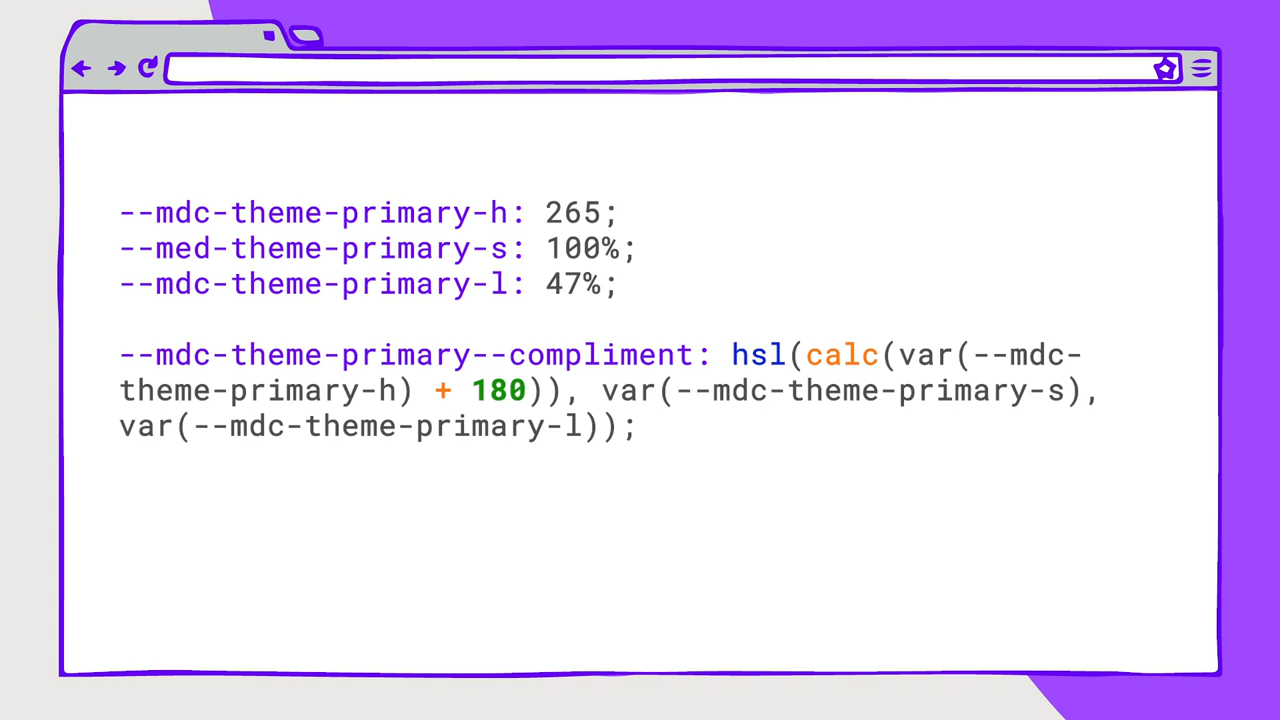 --mdc-theme-primary-h: 265;
--med-theme-primary-s: 100%;
--mdc-theme-primary-l: 47%;
--mdc-theme-primary--compliment: hsl(calc(var(--mdc-
theme-primary-h) + 180)), var(--mdc-theme-primary-s),
var(--mdc-theme-primary-l));